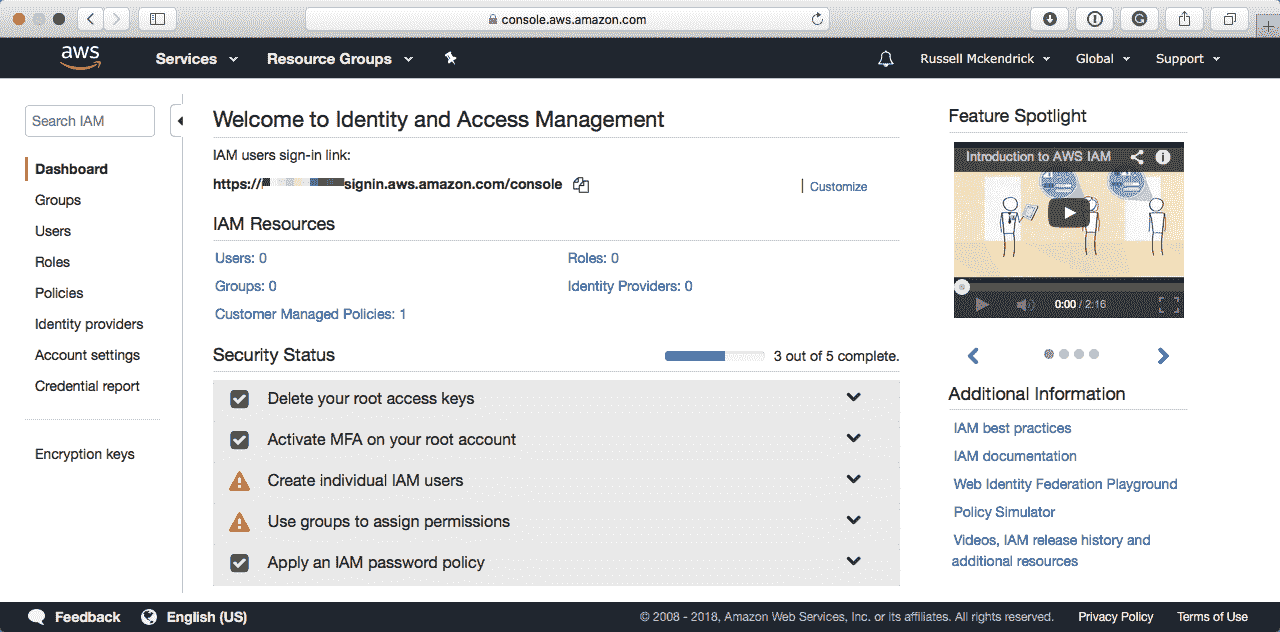 console.aws.amazon.com
aws
Services
Resource Groups
Russell Mckendrick
Global
Support
Search IAM
Dashboard
Groups
Users
Roles
Policies
Identity providers
Account settings
Credential report
Encryption keys
Welcome to Identity and Access Management
IAM users sign-in link:
https://signin.aws.amazon.com/console
| Customize
IAM Resources
Users: 0
Roles: 0
Groups: 0
Identity Providers: 0
Customer Managed Policies: 1
Security Status
3 out of 5 complete.
Delete your root access keys
Activate MFA on your root account
Create individual IAM users
Use groups to assign permissions
Apply an IAM password policy
Feature Spotlight
Introduction to AWS IAM
0:00 / 2:16
Additional Information
IAM best practices
IAM documentation
Web Identity Federation Playground
Policy Simulator
Videos, IAM release history and
additional resources
Feedback
English (US)
© 2008 - 2018, Amazon Web Services, Inc. or its affiliates. All rights reserved.
Privacy Policy
Terms of Use